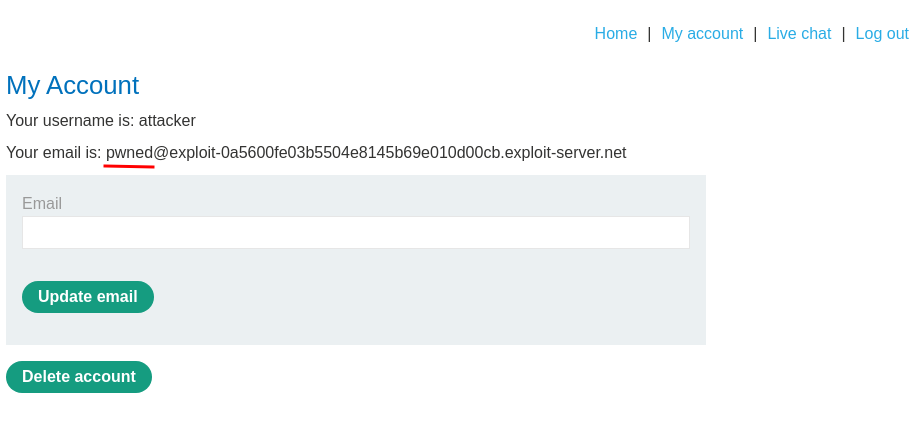 Home | My account | Live chat | Log out
My Account
Your username is: attacker
Your email is: pwned@exploit-0a5600fe03b5504e8145b69e010d00cb.exploit-server.net
Email
Update email
Delete account